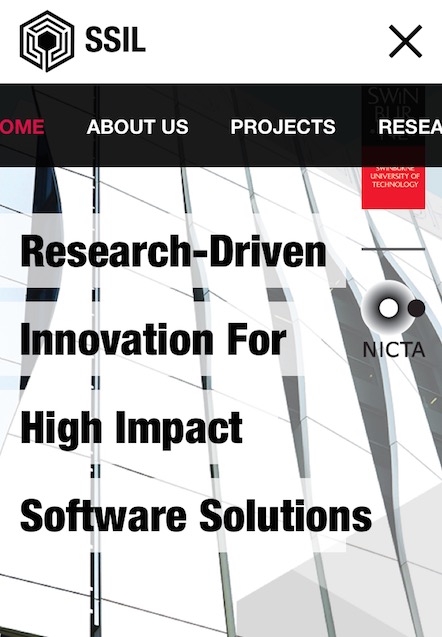 SSIL
OME
ABOUT US
PROJECTS
RESEA
SWIN
BUR
SWINBURNE
UNIVERSITY OF
TECHNOLOGY
Research-Driven
Innovation For
NICTA
High Impact
Software Solutions